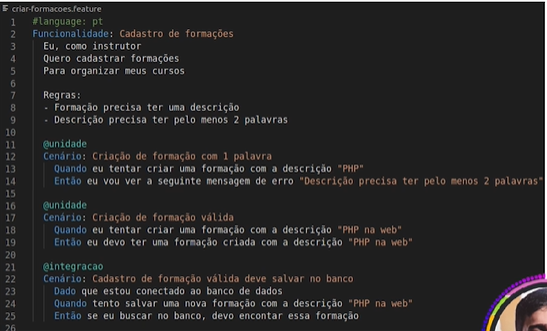 criar-formacoes.feature
1 #language: pt
2 Funcionalidade: Cadastro de formações
3 Eu, como instrutor
4 Quero cadastrar formações
5 Para organizar meus cursos
6
7 Regras:
8 - Formação precisa ter uma descrição
9 - Descrição precisa ter pelo menos 2 palavras
10
11 @unidade
12 Cenário: Criação de formação com 1 palavra
13 Quando eu tentar criar uma formação com a descrição "PHP"
14 Então eu vou ver a seguinte mensagem de erro "Descrição precisa ter pelo menos 2 palavras"
15
16 @unidade
17 Cenário: Criação de formação válida
18 Quando eu tentar criar uma formação com a descrição "PHP na web"
19 Então eu devo ter uma formação criada com a descrição "PHP na web"
20
21 @integracao
22 Cenário: Cadastro de formação válida deve salvar no banco
23 Dado que estou conectado ao banco de dados
24 Quando tento salvar uma nova formação com a descrição "PHP na web"
25 Então se eu buscar no banco, devo encontar essa formação
26